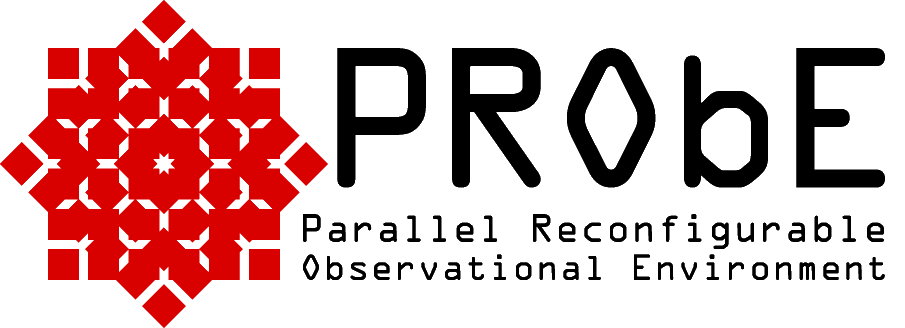 PRObE
Parallel Reconfigurable
Observational Environment